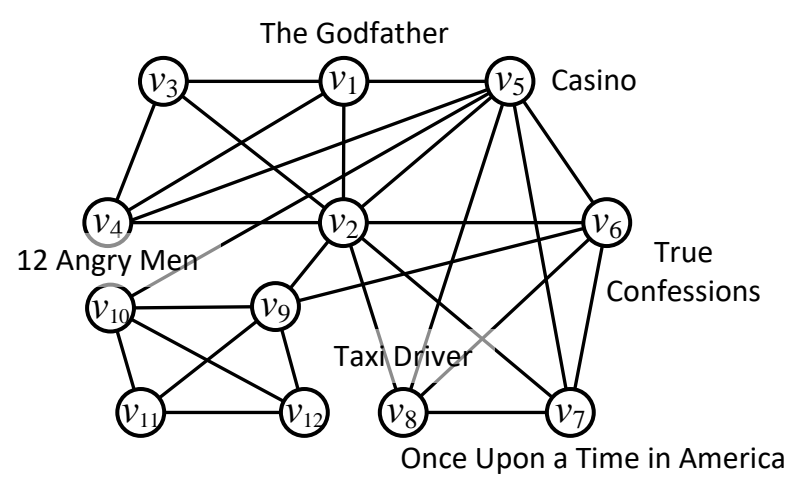 The Godfather
v3 v1 v5 Casino
v4 v2 v6
12 Angry Men
True
Confessions
v10 v9
Taxi Driver
v11 v12 v8 v7
Once Upon a Time in America